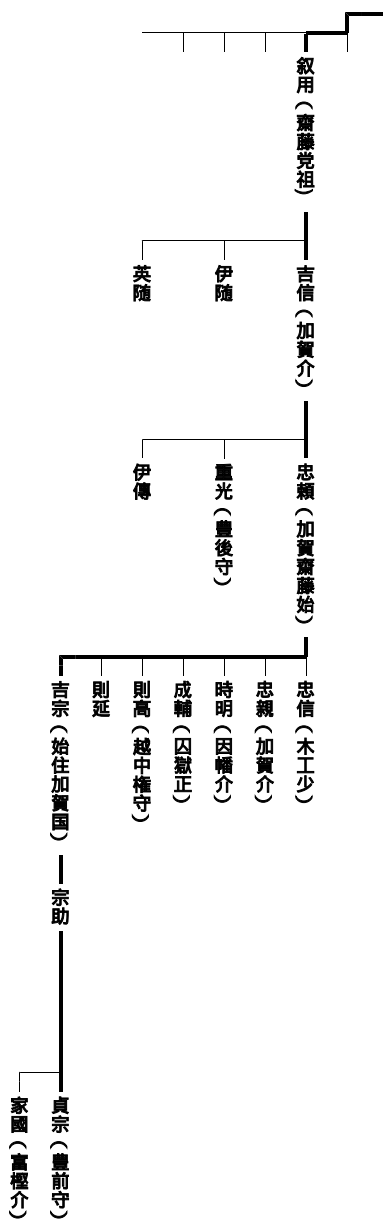 叙用(齋藤党祖)
吉信(加賀介)
伊随
英随
忠頼(加賀齋藤始)
重光(豊後守)
伊傳
忠信(木工少)
忠親(加賀介)
時明(因幡介)
成輔(囚獄正)
則高(越中権守)
則延
吉宗(始住加賀国)
宗助
貞宗(豊前守)
家國(富樫介)